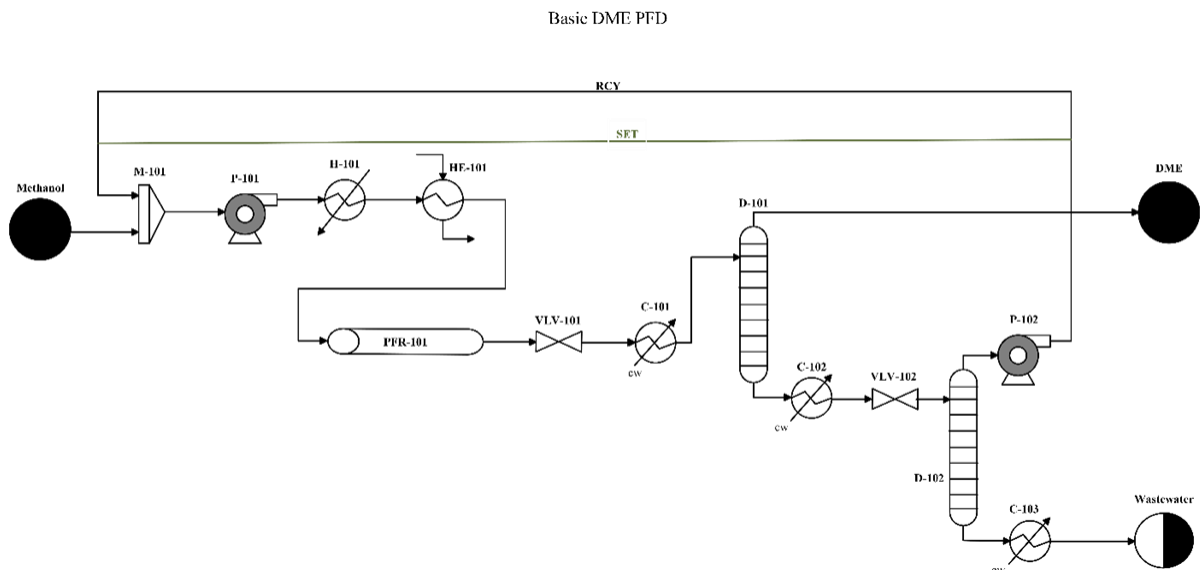 Basic DME PFD
RCY
SET
M-101
P-101
H-101
HE-101
Methanol
DME
D-101
C-101
VLV-101
PFR-101
cw
P-102
C-102
VLV-102
cw
D-102
C-103
Wastewater
cw